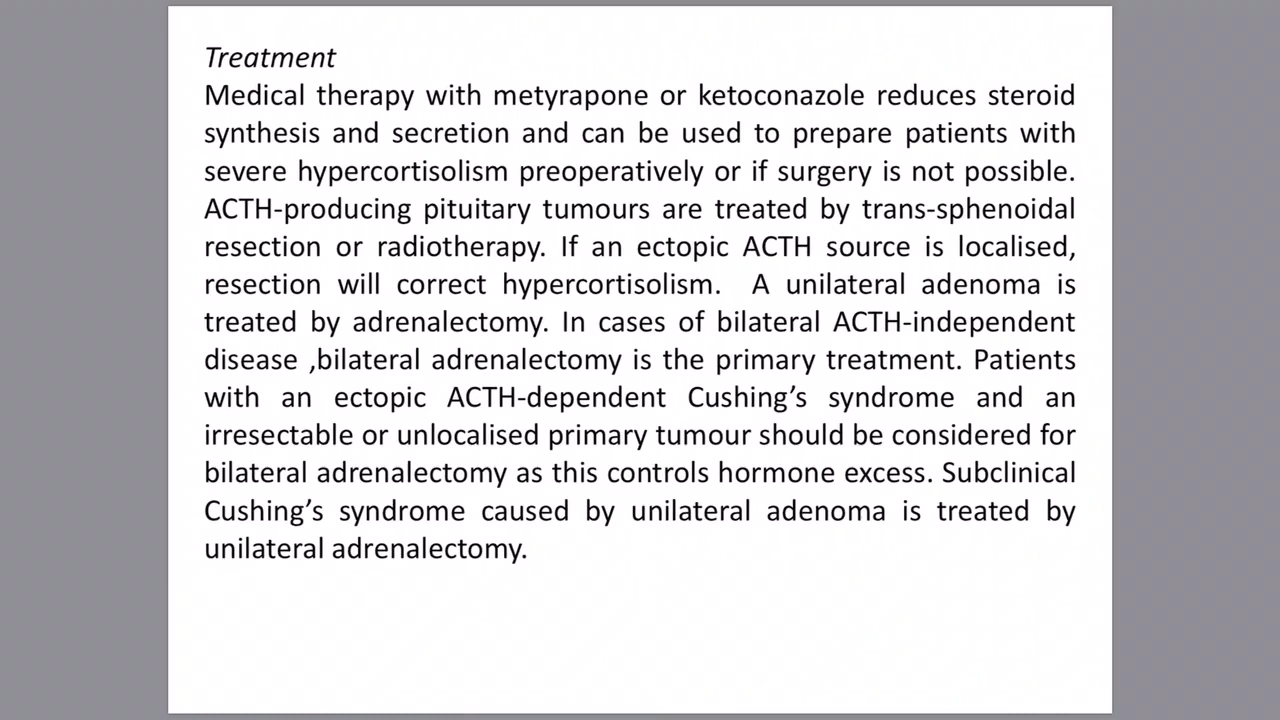 Treatment
Medical therapy with metyrapone or ketoconazole reduces steroid
synthesis and secretion and can be used to prepare patients with
severe hypercortisolism preoperatively or if surgery is not possible.
ACTH-producing pituitary tumours are treated by trans-sphenoidal
resection or radiotherapy. If an ectopic ACTH source is localised,
resection will correct hypercortisolism.  A unilateral adenoma is
treated by adrenalectomy. In cases of bilateral ACTH-independent
disease ,bilateral adrenalectomy is the primary treatment. Patients
with an ectopic ACTH-dependent Cushing’s syndrome and an
irresectable or unlocalised primary tumour should be considered for
bilateral adrenalectomy as this controls hormone excess. Subclinical
Cushing’s syndrome caused by unilateral adenoma is treated by
unilateral adrenalectomy.